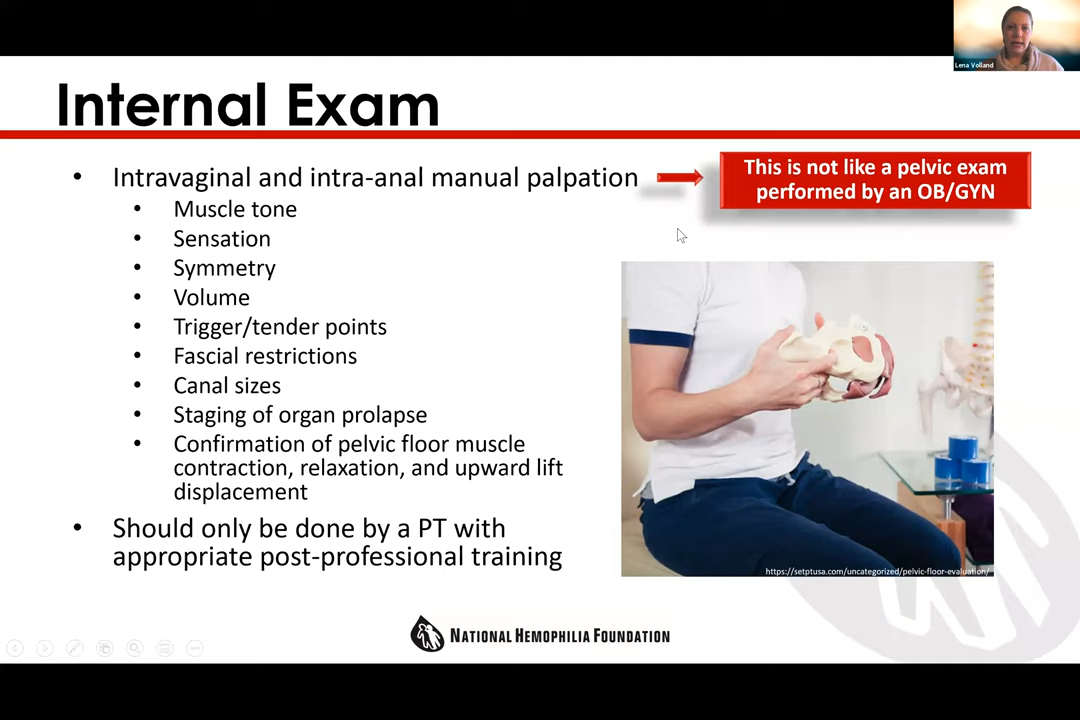 Lena Volland
Internal Exam
• Intravaginal and intra-anal manual palpation
This is not like a pelvic exam
performed by an OB/GYN
• Muscle tone
• Sensation
• Symmetry
• Volume
• Trigger/tender points
• Fascial restrictions
• Canal sizes
• Staging of organ prolapse
• Confirmation of pelvic floor muscle
contraction, relaxation, and upward lift
displacement
• Should only be done by a PT with
appropriate post-professional training
https://setptusa.com/uncategorized/pelvic-floor-evaluation/
NATIONAL HEMOPHILIA FOUNDATION